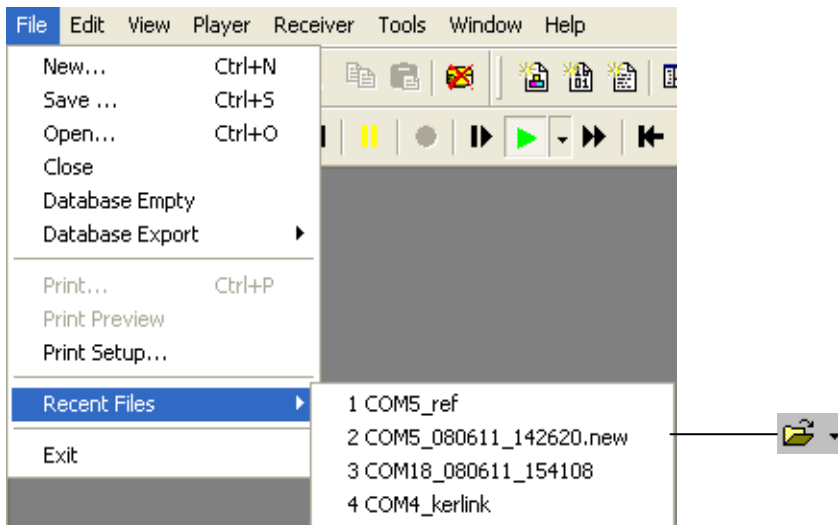 File Edit View Player Receiver Tools Window Help
New... Ctrl+N
Save ... Ctrl+S
Open... Ctrl+O
Close
Database Empty
Database Export
Print... Ctrl+P
Print Preview
Print Setup...
Recent Files
Exit
1 COM5_ref
2 COM5_080611_142620.new
3 COM18_080611_154108
4 COM4_kerlink